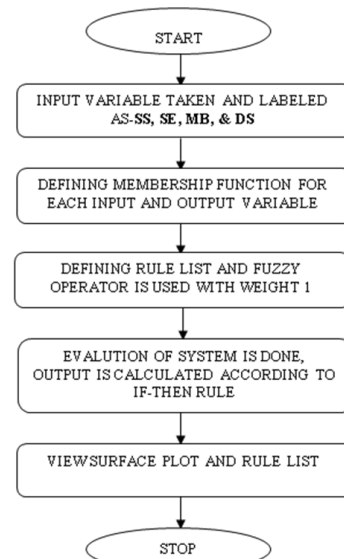 START
INPUT VARIABLE TAKEN AND LABELED
AS-SS, SE, MB, & DS
DEFINING MEMBERSHIP FUNCTION FOR
EACH INPUT AND OUTPUT VARIABLE
DEFINING RULE LIST AND FUZZY
OPERATOR IS USED WITH WEIGHT 1
EVALUTION OF SYSTEM IS DONE,
OUTPUT IS CALCULATED ACCORDING TO
IF-THEN RULE
VIEW SURFACE PLOT AND RULE LIST
STOP